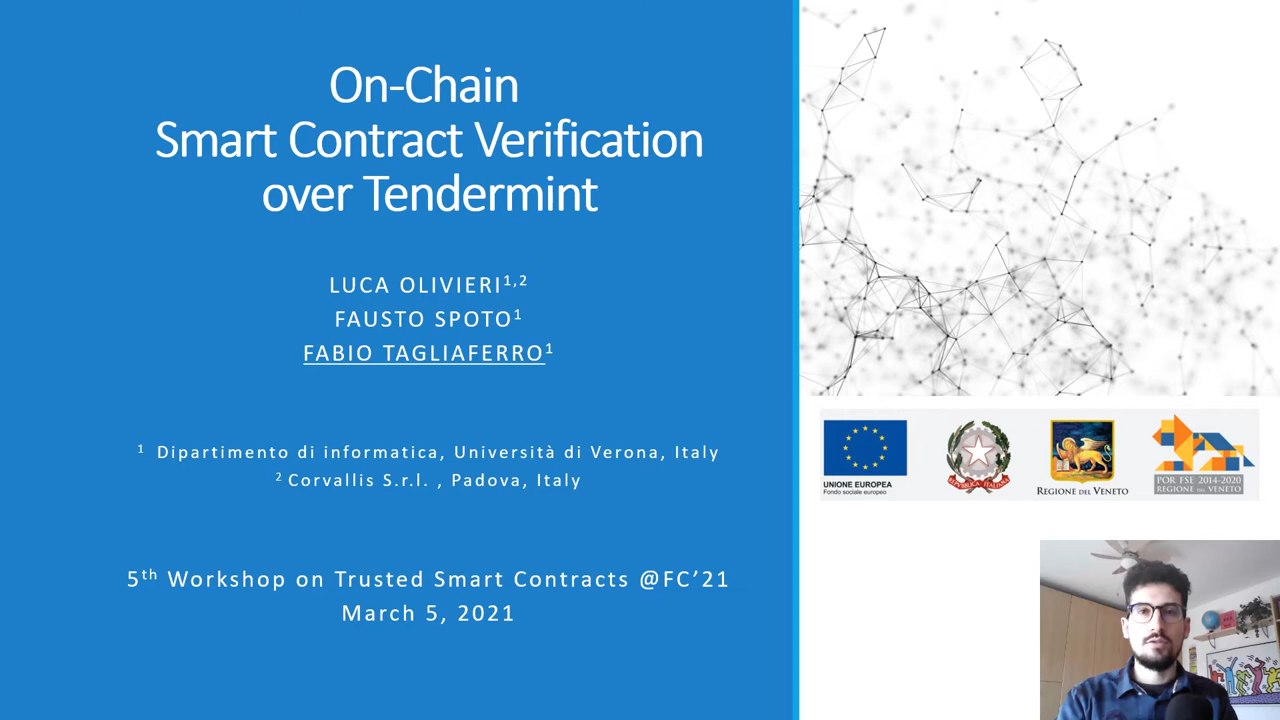 On-Chain
Smart Contract Verification
over Tendermint
LUCA OLIVIERI¹,²
FAUSTO SPOTO¹
FABIO TAGLIAFERRO¹
¹ Dipartimento di informatica, Università di Verona, Italy
² Corvallis S.r.l. , Padova, Italy
5ᵗʰ Workshop on Trusted Smart Contracts @FC’21
March 5, 2021
UNIONE EUROPEA
Fondo sociale europeo
REPVBBLICA ITALIANA
REGIONE DEL VENETO
POR FSE 2014-2020
REGIONE DEL VENETO